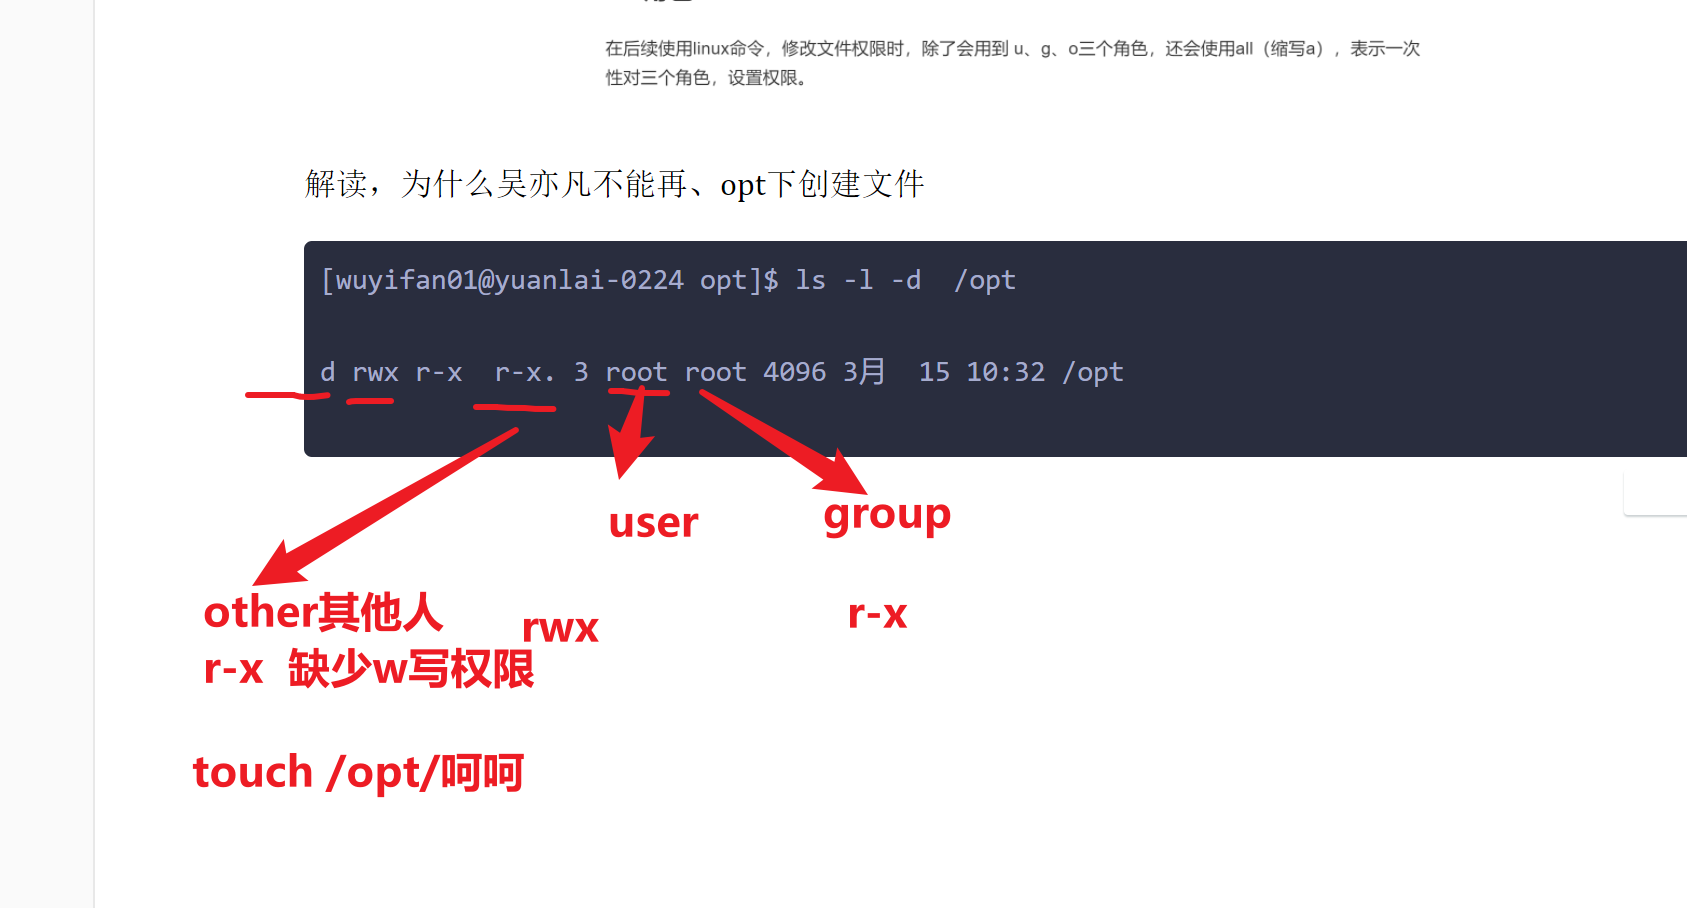 在后续使用linux命令，修改文件权限时，除了会用到 u、g、o三个角色，还会使用all（缩写a），表示一次
性对三个角色，设置权限。
解读，为什么吴亦凡不能再、opt下创建文件
[wuyifan01@yuanlai-0224 opt]$ ls -l -d  /opt
d rwx r-x  r-x. 3 root root 4096 3月  15 10:32 /opt
user
group
other其他人
rwx
r-x
r-x 缺少w写权限
touch /opt/呵呵